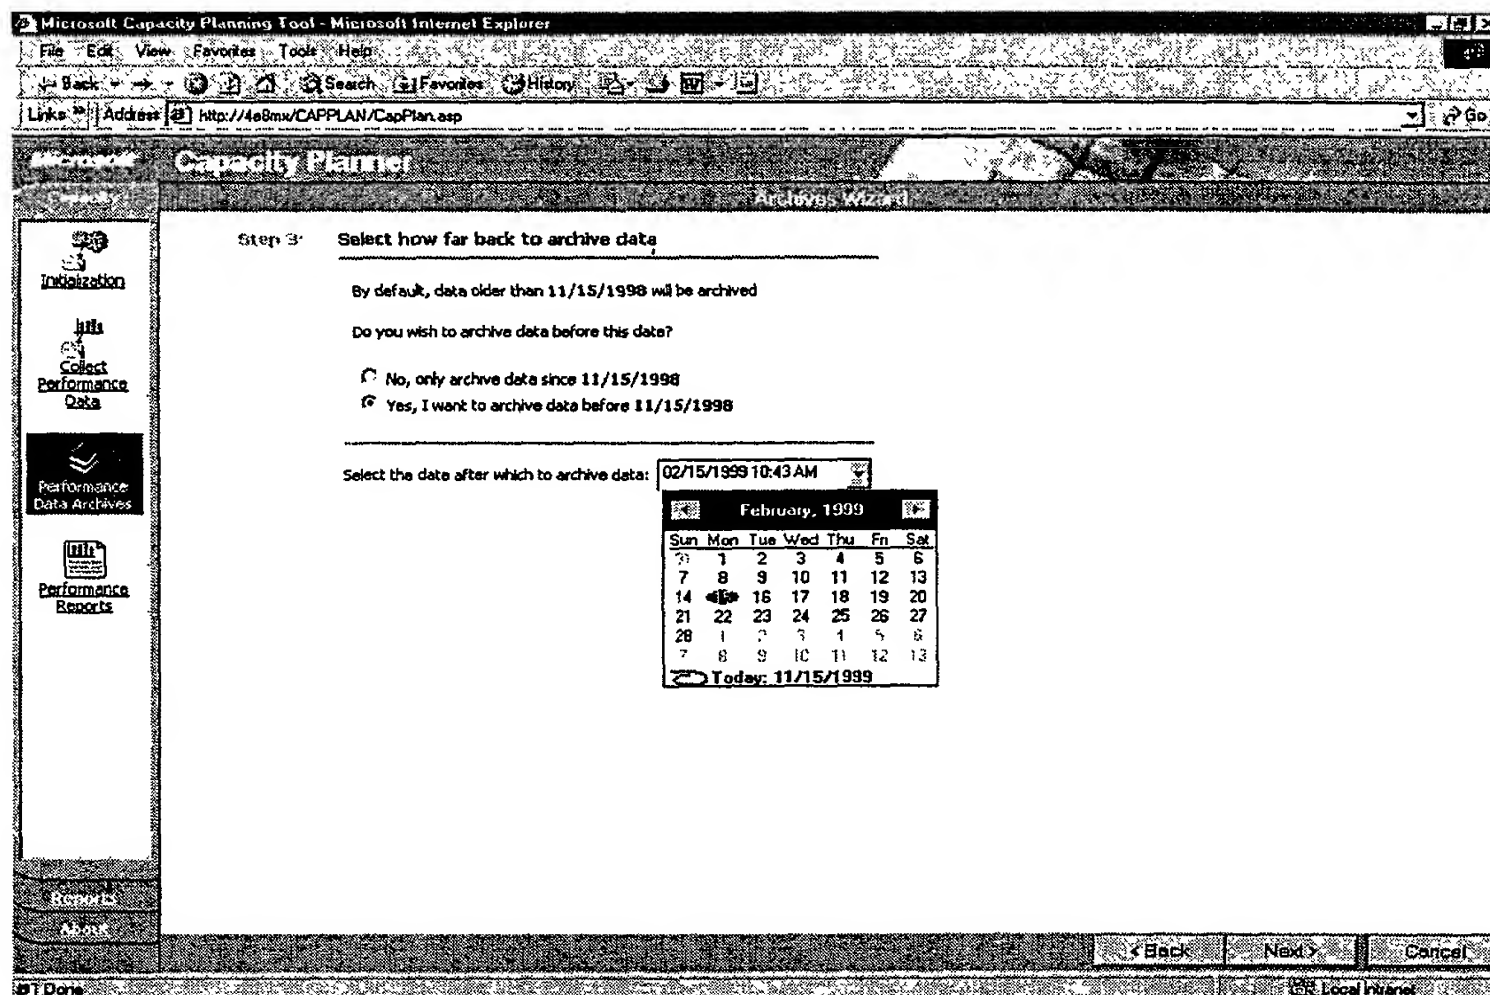 Microsoft Capacity Planning Tool - Microsoft Internet Explorer
File Edit View Favorites Tools Help
Back Search Favorites History
Links » Address http://4e8mx/CAPPLAN/CapPlan.asp Go
Microsoft Capacity Planner
Capacity Archives Wizard
Initialization
Collect
Performance
Data
Performance
Data Archives
Performance
Reports
Reports
About
Step 3: Select how far back to archive data
By default, data older than 11/15/1998 will be archived
Do you wish to archive data before this date?
No, only archive data since 11/15/1998
Yes, I want to archive data before 11/15/1998
Select the date after which to archive data: 02/15/1999 10:43 AM
February, 1999
Sun Mon Tue Wed Thu Fri Sat
31 1 2 3 4 5 6
7 8 9 10 11 12 13
14 15 16 17 18 19 20
21 22 23 24 25 26 27
28 1 2 3 4 5 6
7 8 9 10 11 12 13
Today: 11/15/1999
< Back Next > Cancel
Done Local intranet